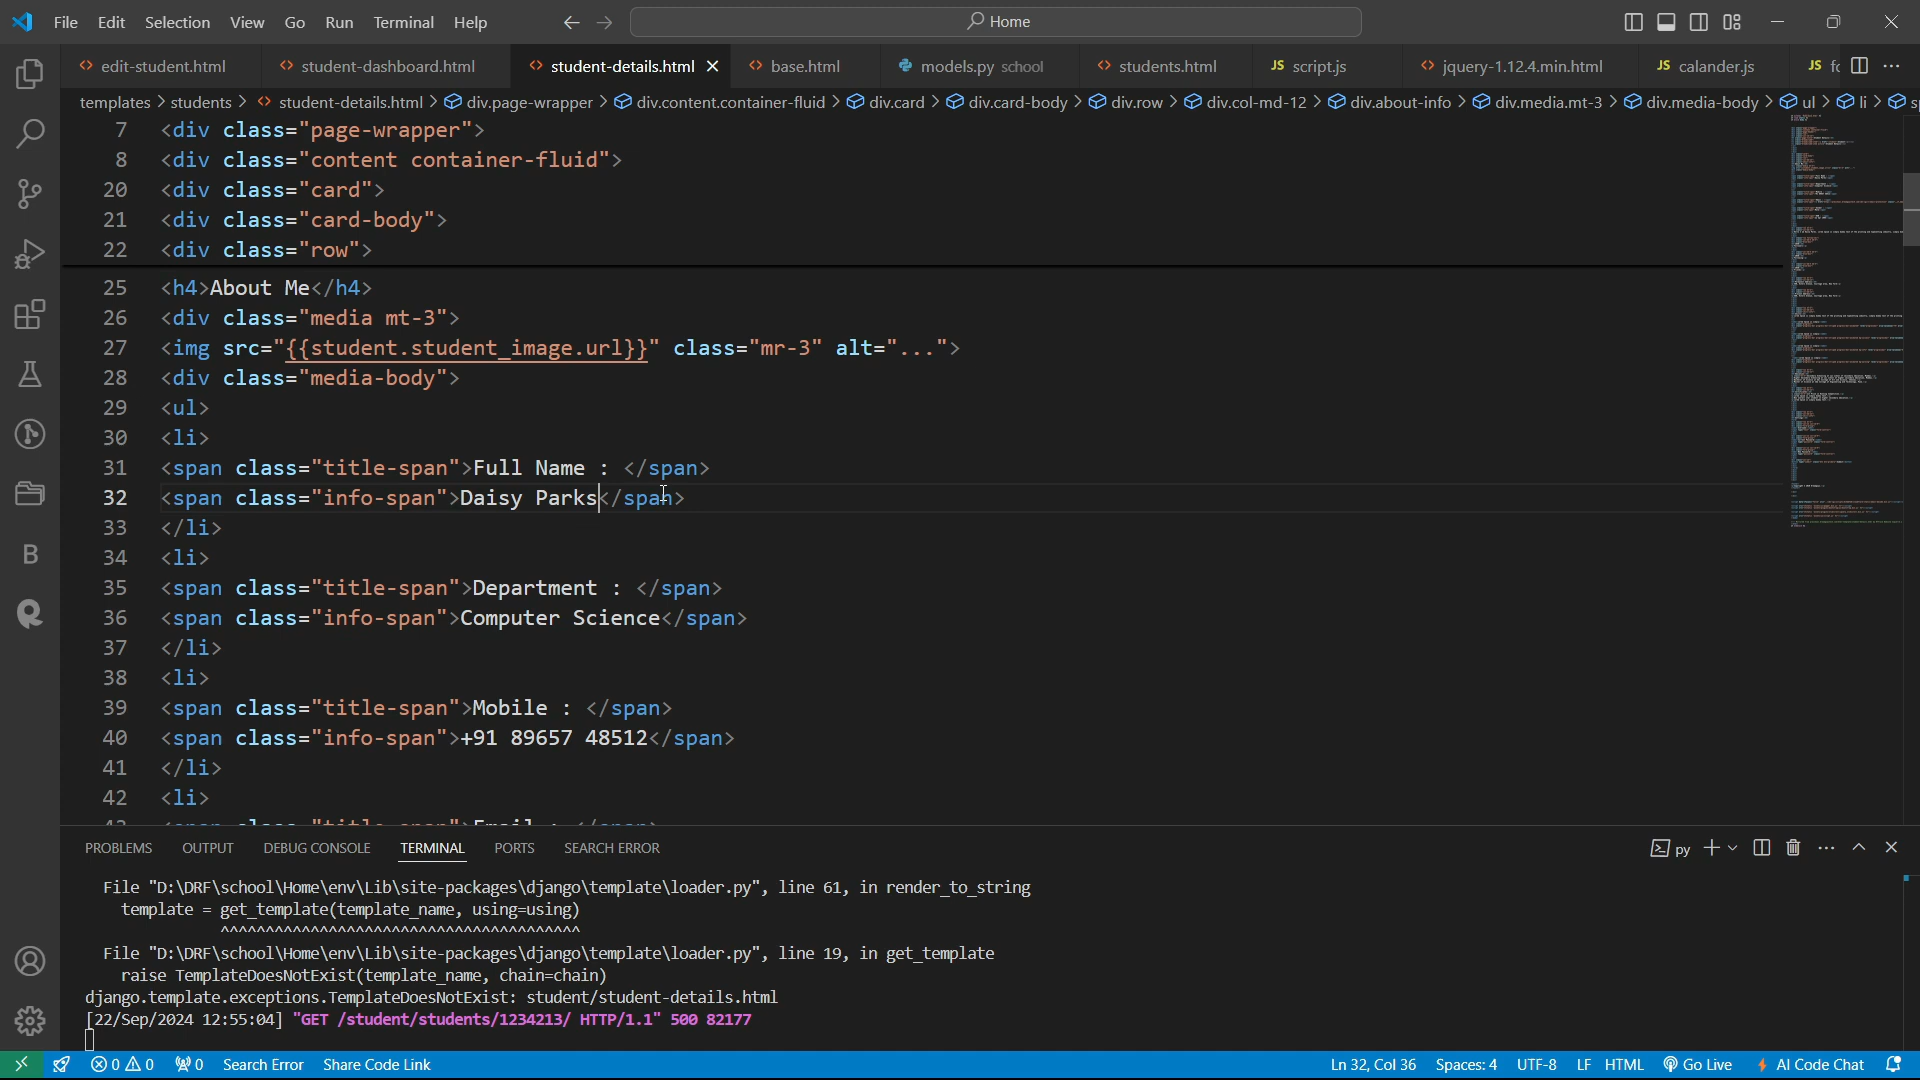 File Edit Selection View Go Run Terminal Help
Home
edit-student.html student-dashboard.html student-details.html base.html models.py school students.html JS script.js jquery-1.12.4.min.html JS calander.js JS
templates > students > student-details.html > div.page-wrapper > div.content.container-fluid > div.card > div.card-body > div.row > div.col-md-12 > div.about-info > div.media.mt-3 > div.media-body > ul > li >
7 <div class="page-wrapper">
8 <div class="content container-fluid">
20 <div class="card">
21 <div class="card-body">
22 <div class="row">
25 <h4>About Me</h4>
26 <div class="media mt-3">
27 <img src="{{student.student_image.url}}" class="mr-3" alt="...">
28 <div class="media-body">
29 <ul>
30 <li>
31 <span class="title-span">Full Name : </span>
32 <span class="info-span">Daisy Parks</span>
33 </li>
34 <li>
35 <span class="title-span">Department : </span>
36 <span class="info-span">Computer Science</span>
37 </li>
38 <li>
39 <span class="title-span">Mobile : </span>
40 <span class="info-span">+91 89657 48512</span>
41 </li>
42 <li>
PROBLEMS OUTPUT DEBUG CONSOLE TERMINAL PORTS SEARCH ERROR
py
File "D:\DRF\school\Home\env\Lib\site-packages\django\template\loader.py", line 61, in render_to_string
template = get_template(template_name, using=using)
^^^^^^^^^^^^^^^^^^^^^^^^^^^^^^^^^^^^^^^
File "D:\DRF\school\Home\env\Lib\site-packages\django\template\loader.py", line 19, in get_template
raise TemplateDoesNotExist(template_name, chain=chain)
django.template.exceptions.TemplateDoesNotExist: student/student-details.html
[22/Sep/2024 12:55:04] "GET /student/students/1234213/ HTTP/1.1" 500 82177
0 0 0 Search Error Share Code Link Ln 32, Col 36 Spaces: 4 UTF-8 LF HTML Go Live AI Code Chat